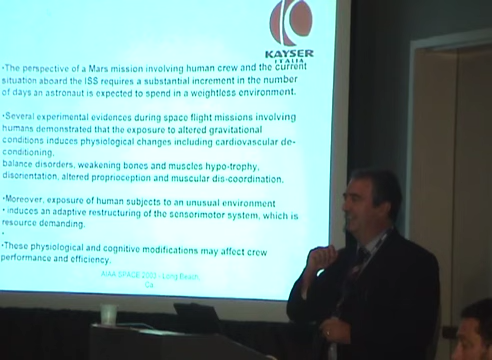 KAYSER
ITALIA
•The perspective of a Mars mission involving human crew and the current
situation aboard the ISS requires a substantial increment in the number
of days an astronaut is expected to spend in a weightless environment.
•Several experimental evidences during space flight missions involving
humans demonstrated that the exposure to altered gravitational
conditions induces physiological changes including cardiovascular de-
conditioning,
balance disorders, weakening bones and muscles hypo-trophy,
disorientation, altered proprioception and muscular dis-coordination.
•Moreover, exposure of human subjects to an unusual environment
• induces an adaptive restructuring of the sensorimotor system, which is
resource demanding.
•
•These physiological and cognitive modifications may affect crew
performance and efficiency.
AIAA SPACE 2003 - Long Beach,
Ca.